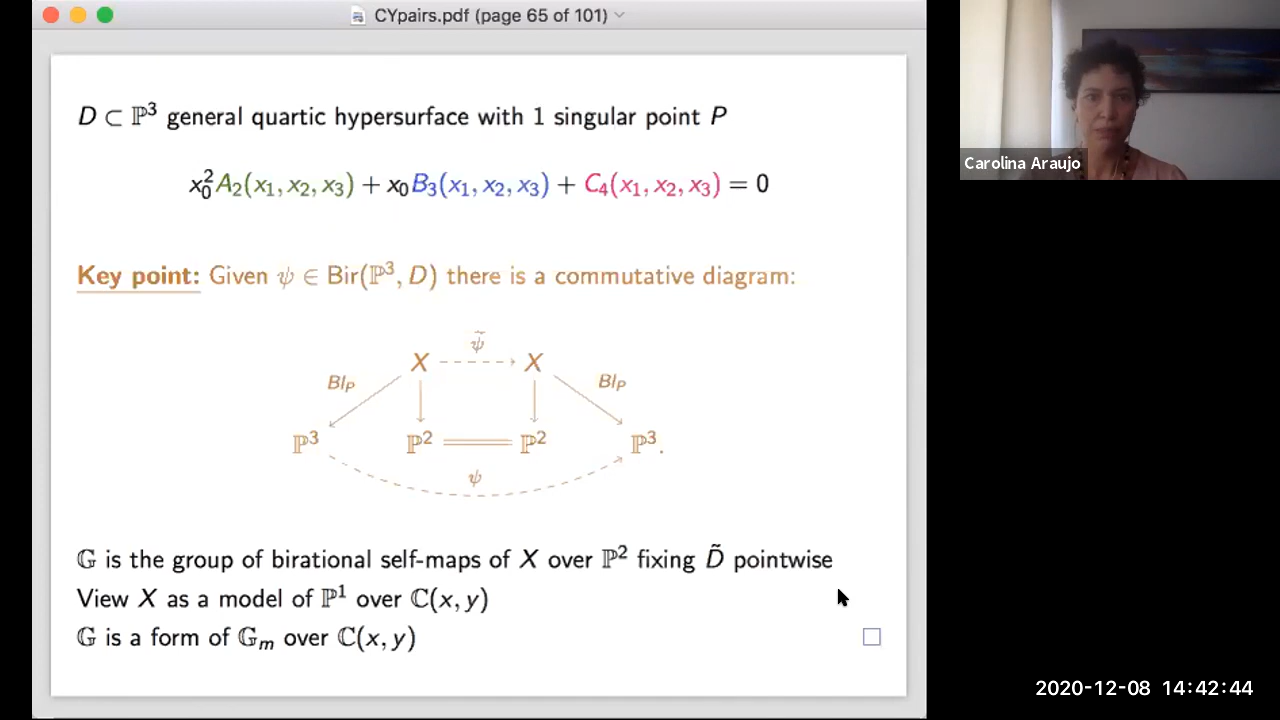 CYpairs.pdf (page 65 of 101)
D ⊂ ℙ³ general quartic hypersurface with 1 singular point P
x₀²A₂(x₁, x₂, x₃) + x₀B₃(x₁, x₂, x₃) + C₄(x₁, x₂, x₃) = 0
Key point: Given ψ ∈ Bir(ℙ³, D) there is a commutative diagram:
ψ̃
X X
Bl_P Bl_P
ℙ³ ℙ² ℙ² ℙ³.
ψ
𝔾 is the group of birational self-maps of X over ℙ² fixing D̃ pointwise
View X as a model of ℙ¹ over ℂ(x, y)
𝔾 is a form of 𝔾ₘ over ℂ(x, y) □
Carolina Araujo
2020-12-08 14:42:44